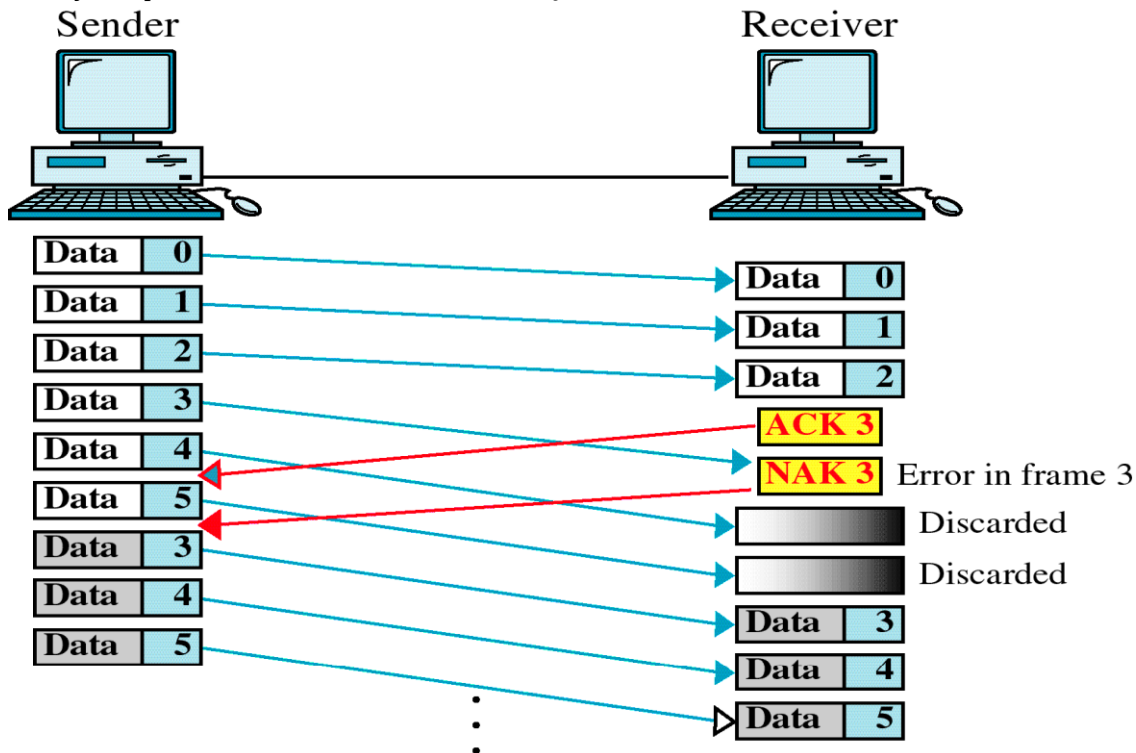 Sender
Receiver
Data 0
Data 1
Data 2
Data 3
Data 4
Data 5
Data 3
Data 4
Data 5
Data 0
Data 1
Data 2
ACK 3
NAK 3 Error in frame 3
Discarded
Discarded
Data 3
Data 4
Data 5